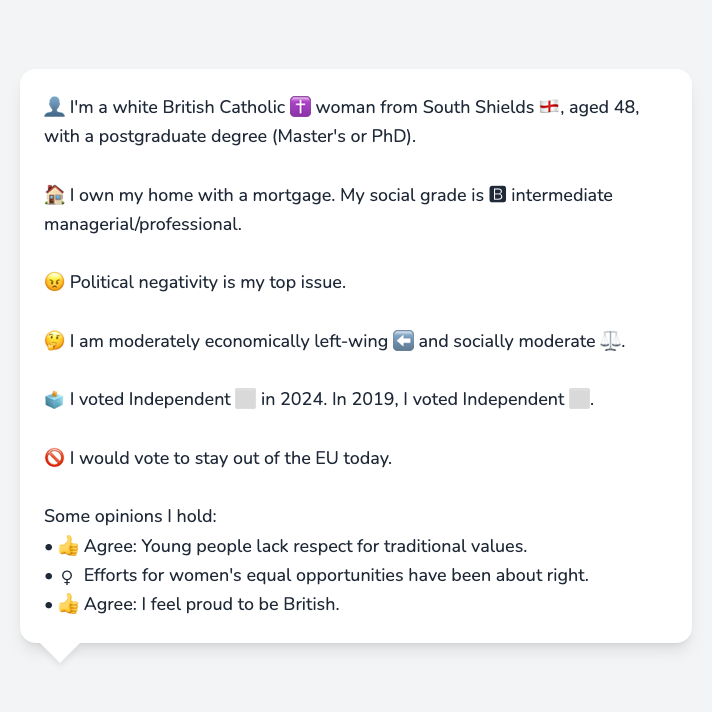 👤 I'm a white British Catholic ✝️ woman from South Shields 🏴󠁧󠁢󠁥󠁮󠁧󠁿, aged 48,
with a postgraduate degree (Master's or PhD).
🏠 I own my home with a mortgage. My social grade is 🅱 intermediate
managerial/professional.
😠 Political negativity is my top issue.
🤔 I am moderately economically left-wing ⬅️ and socially moderate ⚖️.
🗳️ I voted Independent ⬜ in 2024. In 2019, I voted Independent ⬜.
🚫 I would vote to stay out of the EU today.
Some opinions I hold:
• 👍 Agree: Young people lack respect for traditional values.
• ♀ Efforts for women's equal opportunities have been about right.
• 👍 Agree: I feel proud to be British.